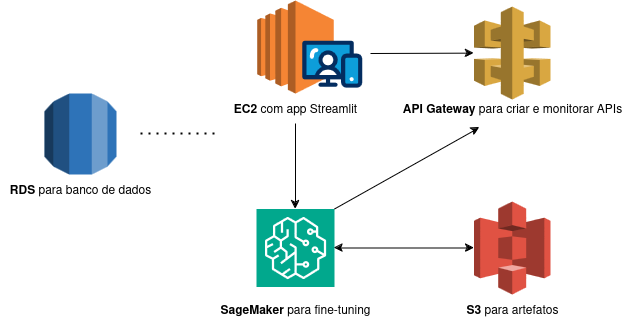 EC2 com app Streamlit
API Gateway para criar e monitorar APIs
RDS para banco de dados
SageMaker para fine-tuning
S3 para artefatos